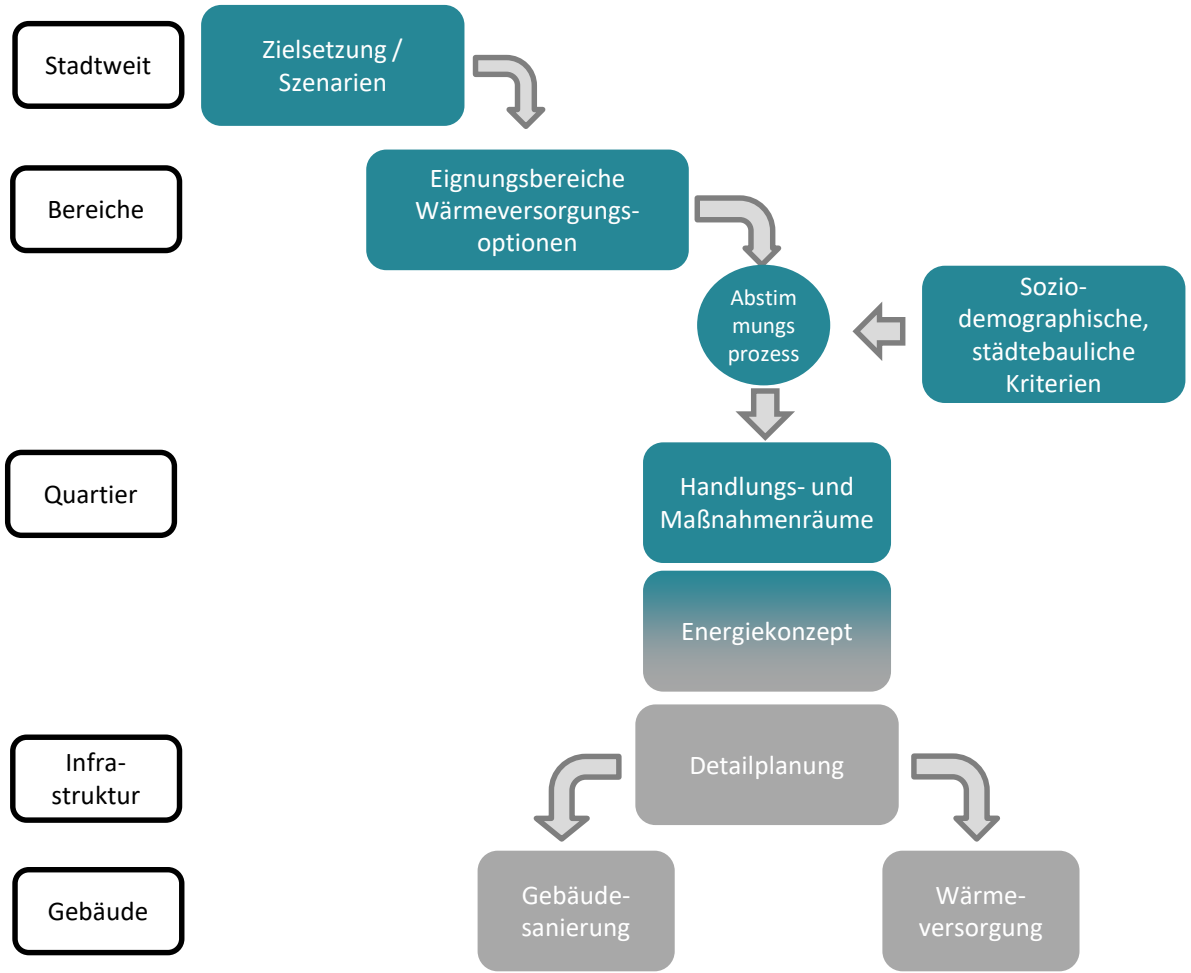 Stadtweit
Zielsetzung /
Szenarien
Bereiche
Eignungsbereiche
Wärmeversorgungs-
optionen
Abstim
mungs
prozess
Sozio-
demographische,
städtebauliche
Kriterien
Quartier
Handlungs- und
Maßnahmenräume
Energiekonzept
Infra-
struktur
Detailplanung
Gebäude
Gebäude-
sanierung
Wärme-
versorgung